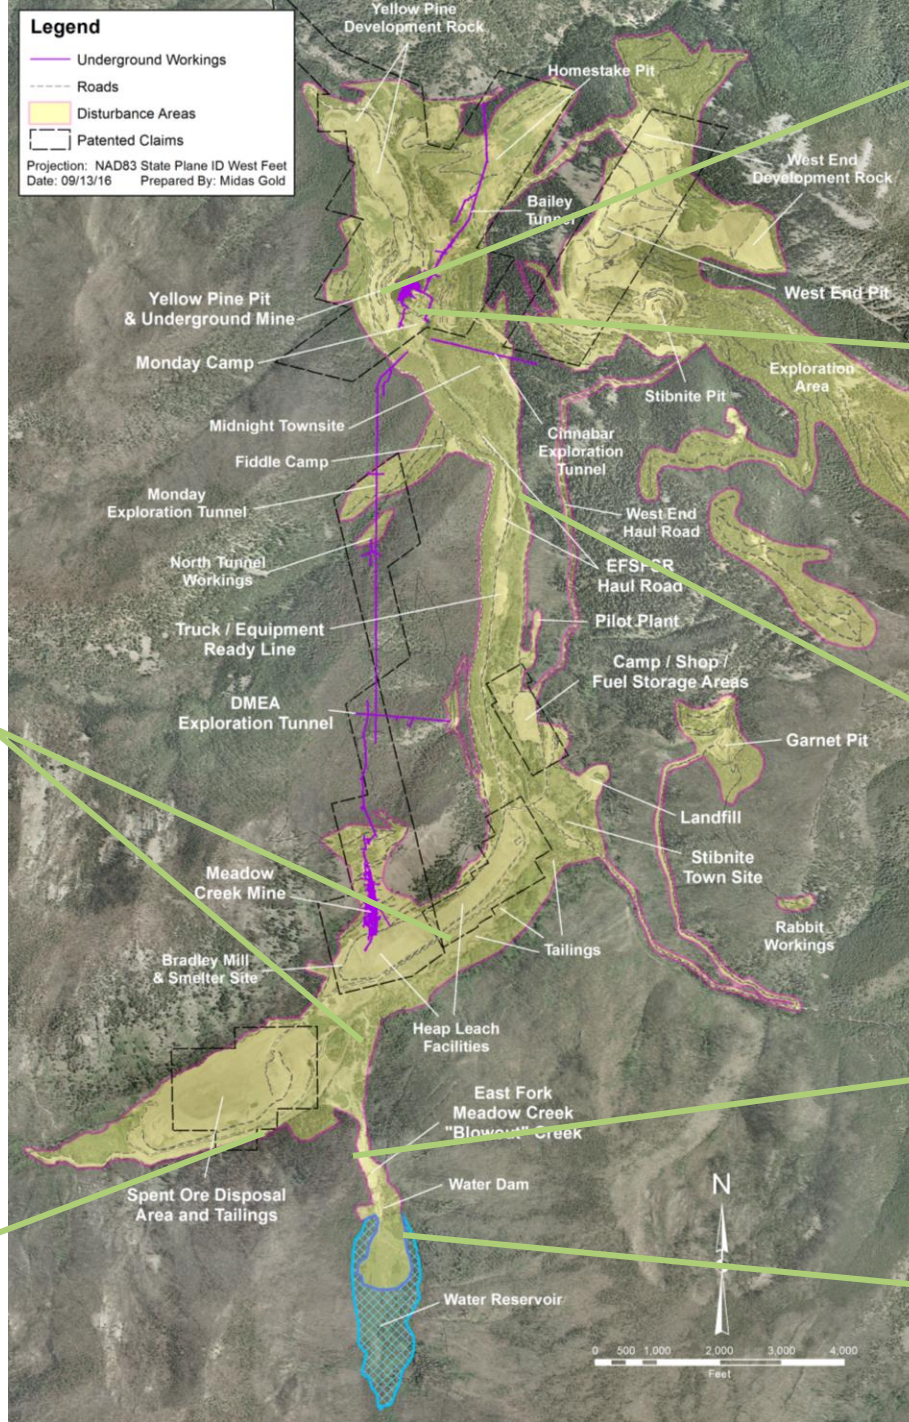 Legend
Underground Workings
Roads
Disturbance Areas
Patented Claims
Projection: NAD83 State Plane ID West Feet
Date: 09/13/16 Prepared By: Midas Gold
Yellow Pine
Development Rock
Homestake Pit
West End
Development Rock
Bailey
Tunnel
Yellow Pine Pit
& Underground Mine
West End Pit
Monday Camp
Exploration
Area
Stibnite Pit
Midnight Townsite
Cinnabar
Exploration
Tunnel
Fiddle Camp
Monday
Exploration Tunnel
West End
Haul Road
North Tunnel
Workings
EFSFSR
Haul Road
Truck / Equipment
Ready Line
Pilot Plant
Camp / Shop /
Fuel Storage Areas
DMEA
Exploration Tunnel
Garnet Pit
Landfill
Stibnite
Town Site
Meadow
Creek Mine
Rabbit
Workings
Tailings
Bradley Mill
& Smelter Site
Heap Leach
Facilities
East Fork
Meadow Creek
"Blowout" Creek
Water Dam
Spent Ore Disposal
Area and Tailings
N
Water Reservoir
0 500 1,000 2,000 3,000 4,000
Feet